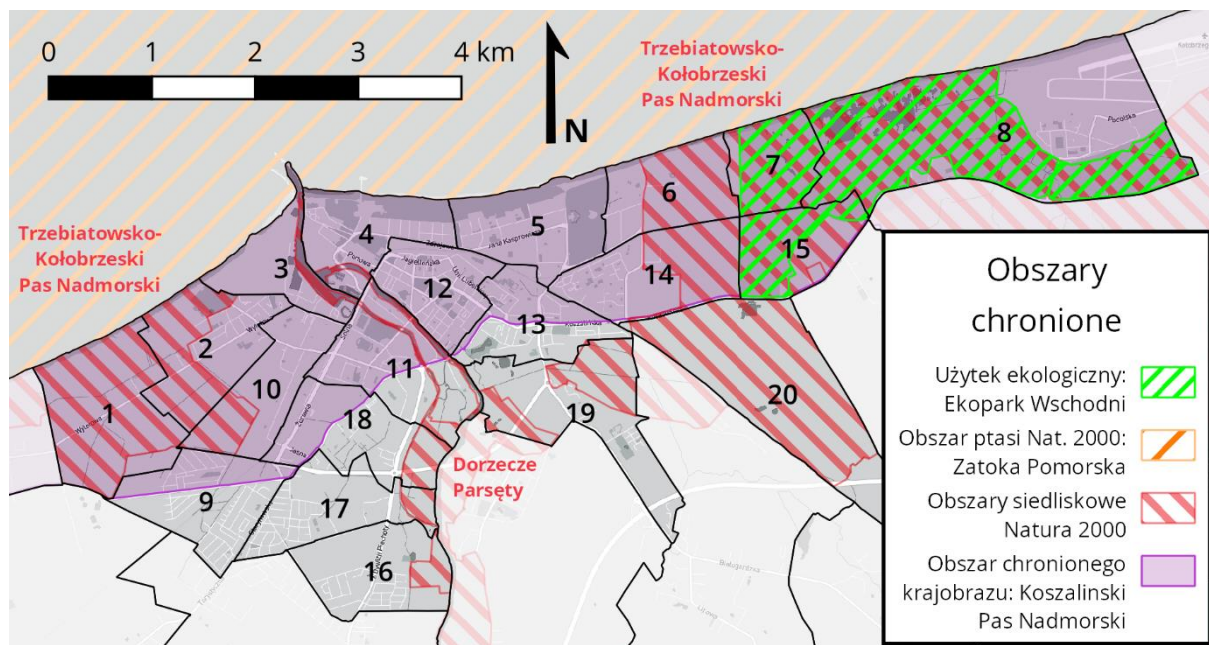 0 1 2 3 4 km
N
Trzebiatowsko-
Kołobrzeski
Pas Nadmorski
Trzebiatowsko-
Kołobrzeski
Pas Nadmorski
Dorzecze
Parsęty
1
2
3
4
5
6
7
8
9
10
11
12
13
14
15
16
17
18
19
20
Obszary
chronione
Użytek ekologiczny:
Ekopark Wschodni
Obszar ptasi Nat. 2000:
Zatoka Pomorska
Obszary siedliskowe
Natura 2000
Obszar chronionego
krajobrazu: Koszalinski
Pas Nadmorski